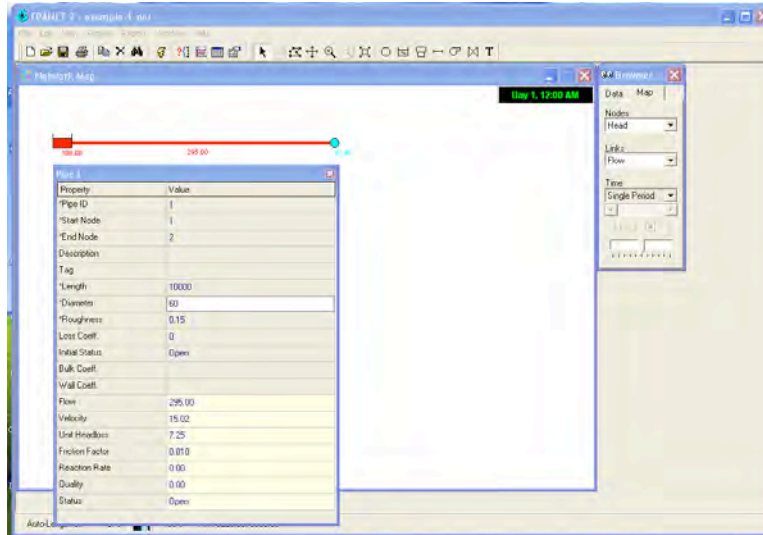 EPANET 2 - example-1.net
Network Map
Day 1, 12:00 AM
Browser
Data Map
Nodes
Head
Links
Flow
Time
Single Period
100.00
295.00
Pipe 1
Property Value
*Pipe ID 1
*Start Node 1
*End Node 2
Description
Tag
*Length 10000
*Diameter 60
*Roughness 0.15
Loss Coeff. 0
Initial Status Open
Bulk Coeff.
Wall Coeff.
Flow 295.00
Velocity 15.02
Unit Headloss 7.25
Friction Factor 0.010
Reaction Rate 0.00
Quality 0.00
Status Open
T